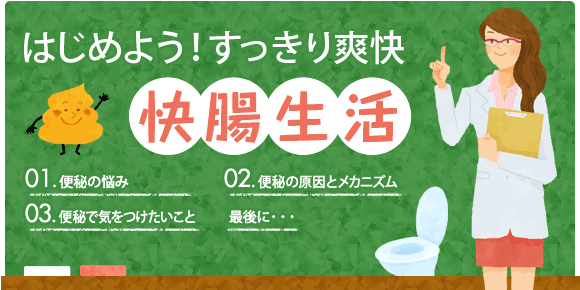 はじめよう!すっきり爽快
快腸生活
01.便秘の悩み
02.便秘の原因とメカニズム
03.便秘で気をつけたいこと
最後に・・・